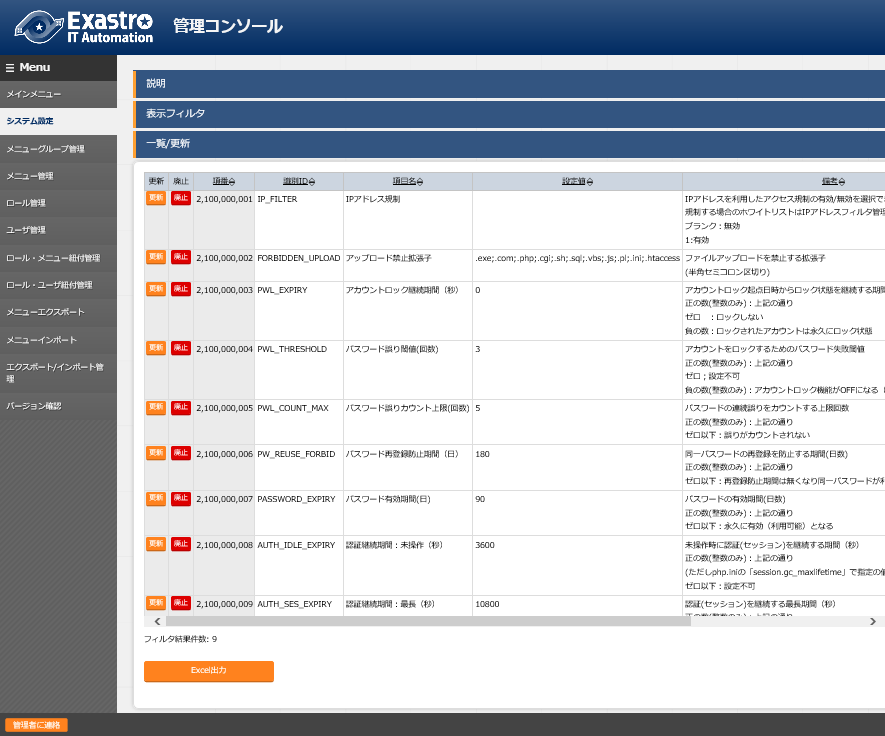 Exastro
IT Automation
管理コンソール
Menu
メインメニュー
システム設定
メニューグループ管理
メニュー管理
ロール管理
ユーザ管理
ロール・メニュー紐付管理
ロール・ユーザ紐付管理
メニューエクスポート
メニューインポート
エクスポート/インポート管
理
バージョン確認
説明
表示フィルタ
一覧/更新
更新 廃止 項番 識別ID 項目名 設定値 備考
更新 廃止 2,100,000,001 IP_FILTER IPアドレス規制 IPアドレスを利用したアクセス規制の有効/無効を選択でき
規制する場合のホワイトリストはIPアドレスフィルタ管理
ブランク：無効
1:有効
更新 廃止 2,100,000,002 FORBIDDEN_UPLOAD アップロード禁止拡張子 .exe;.com;.php;.cgi;.sh;.sql;.vbs;.js;.pl;.ini;.htaccess ファイルアップロードを禁止する拡張子
(半角セミコロン区切り)
更新 廃止 2,100,000,003 PWL_EXPIRY アカウントロック継続期間（秒） 0 アカウントロック起点日時からロック状態を継続する期間
正の数(整数のみ)：上記の通り
ゼロ　：ロックしない
負の数：ロックされたアカウントは永久にロック状態
更新 廃止 2,100,000,004 PWL_THRESHOLD パスワード誤り閾値(回数) 3 アカウントをロックするためのパスワード失敗閾値
正の数(整数のみ)：上記の通り
ゼロ；設定不可
負の数(整数のみ)：アカウントロック機能がOFFになる（
更新 廃止 2,100,000,005 PWL_COUNT_MAX パスワード誤りカウント上限(回数) 5 パスワードの連続誤りをカウントする上限回数
正の数(整数のみ)：上記の通り
ゼロ以下：誤りがカウントされない
更新 廃止 2,100,000,006 PW_REUSE_FORBID パスワード再登録防止期間（日） 180 同一パスワードの再登録を防止する期間(日数)
正の数(整数のみ)：上記の通り
ゼロ以下：再登録防止期間は無くなり同一パスワードが利
更新 廃止 2,100,000,007 PASSWORD_EXPIRY パスワード有効期間(日) 90 パスワードの有効期間(日数)
正の数(整数のみ)：上記の通り
ゼロ以下：永久に有効（利用可能）となる
更新 廃止 2,100,000,008 AUTH_IDLE_EXPIRY 認証継続期間：未操作（秒） 3600 未操作時に認証(セッション)を継続する期間（秒）
正の数(整数のみ)：上記の通り
(ただしphp.iniの「session.gc_maxlifetime」で指定の値
ゼロ以下：設定不可
更新 廃止 2,100,000,009 AUTH_SES_EXPIRY 認証継続期間：最長（秒） 10800 認証(セッション)を継続する最長期間（秒）
正の数(整数のみ)：上記の通り
フィルタ結果件数: 9
Excel出力
管理者に連絡